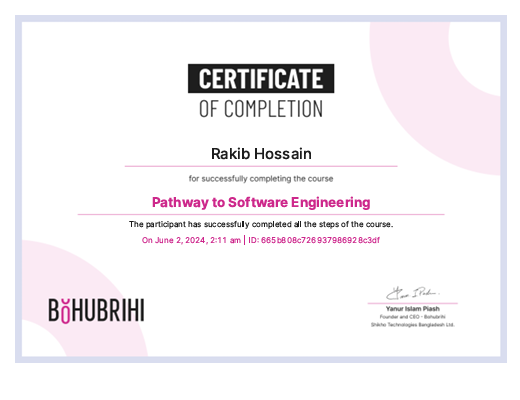 CERTIFICATE
OF COMPLETION
Rakib Hossain
for successfully completing the course
Pathway to Software Engineering
The participant has successfully completed all the steps of the course.
On June 2, 2024, 2:11 am | ID: 665b808c726937986928c3df
BOHUBRIHI
Yanur Islam Piash
Founder and CEO - Bohubrihi
Shikho Technologies Bangladesh Ltd.